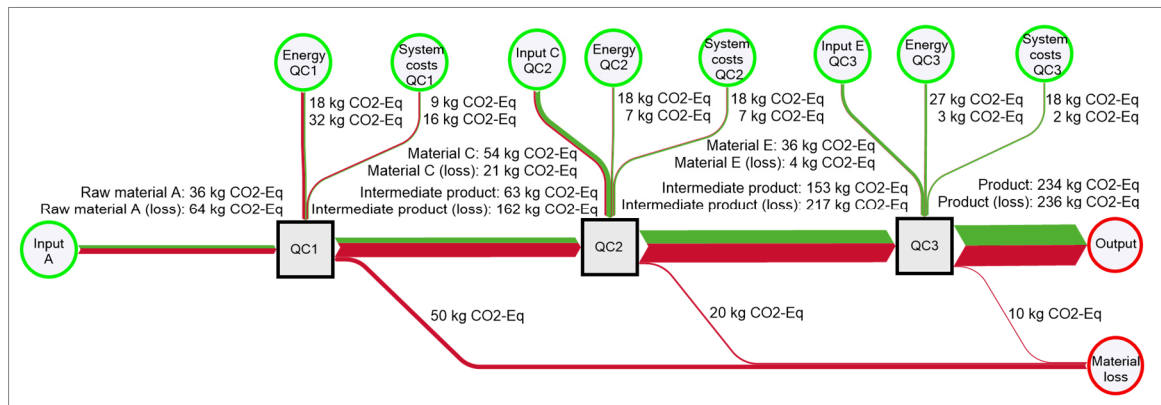 Energy
QC1
System
costs
QC1
Input C
QC2
Energy
QC2
System
costs
QC2
Input E
QC3
Energy
QC3
System
costs
QC3
18 kg CO2-Eq
32 kg CO2-Eq
9 kg CO2-Eq
16 kg CO2-Eq
18 kg CO2-Eq
7 kg CO2-Eq
18 kg CO2-Eq
7 kg CO2-Eq
27 kg CO2-Eq
3 kg CO2-Eq
18 kg CO2-Eq
2 kg CO2-Eq
Material C: 54 kg CO2-Eq
Material C (loss): 21 kg CO2-Eq
Material E: 36 kg CO2-Eq
Material E (loss): 4 kg CO2-Eq
Raw material A: 36 kg CO2-Eq
Raw material A (loss): 64 kg CO2-Eq
Intermediate product: 63 kg CO2-Eq
Intermediate product (loss): 162 kg CO2-Eq
Intermediate product: 153 kg CO2-Eq
Intermediate product (loss): 217 kg CO2-Eq
Product: 234 kg CO2-Eq
Product (loss): 236 kg CO2-Eq
Input
A
QC1
QC2
QC3
Output
50 kg CO2-Eq
20 kg CO2-Eq
10 kg CO2-Eq
Material
loss